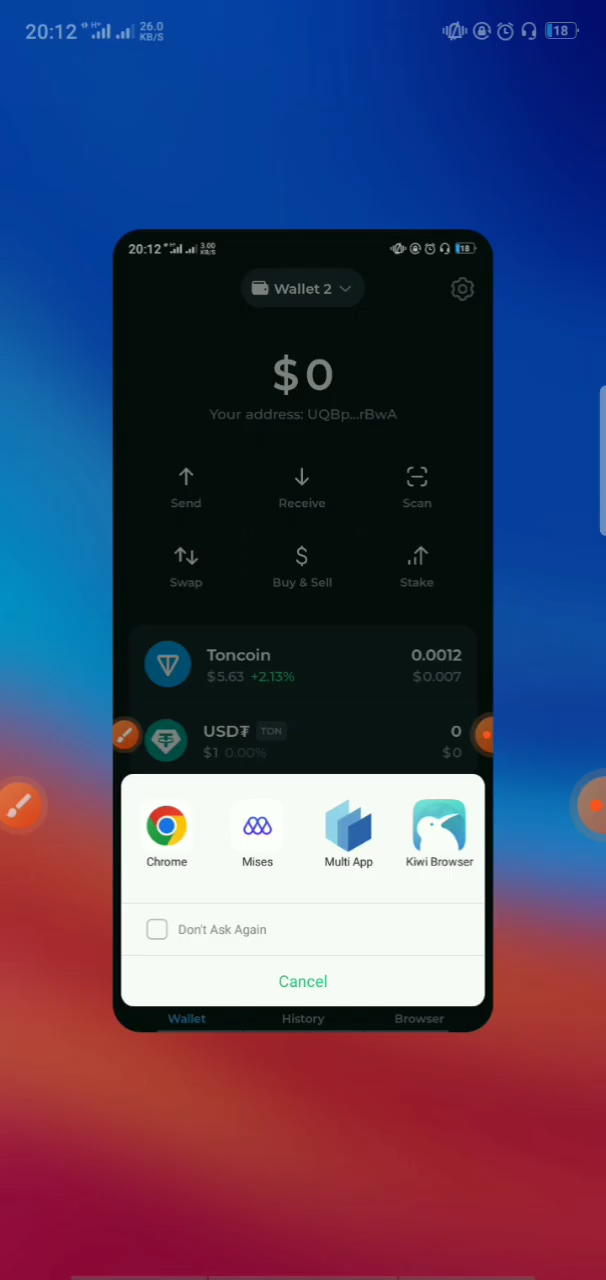 20:12 H+ 26.0 KB/S 18
20:12 3.00 KB/S 18
Wallet 2
$0
Your address: UQBp...rBwA
Send Receive Scan
Swap Buy & Sell Stake
Toncoin 0.0012
$5.63 +2.13% $0.007
USD₮ TON 0
$1 0.00% $0
Chrome Mises Multi App Kiwi Browser
Don't Ask Again
Cancel
Wallet History Browser